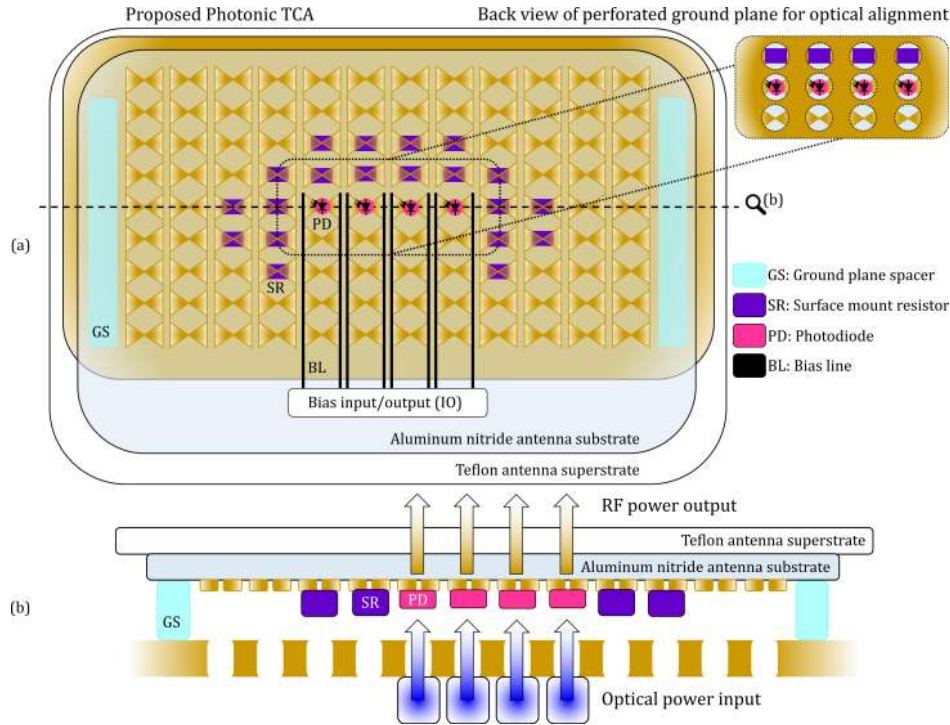 Proposed Photonic TCA
Back view of perforated ground plane for optical alignment
(b)
(a)
PD
SR
GS
BL
Bias input/output (IO)
Aluminum nitride antenna substrate
Teflon antenna superstrate
GS: Ground plane spacer
SR: Surface mount resistor
PD: Photodiode
BL: Bias line
RF power output
Teflon antenna superstrate
Aluminum nitride antenna substrate
(b)
GS
SR
PD
Optical power input